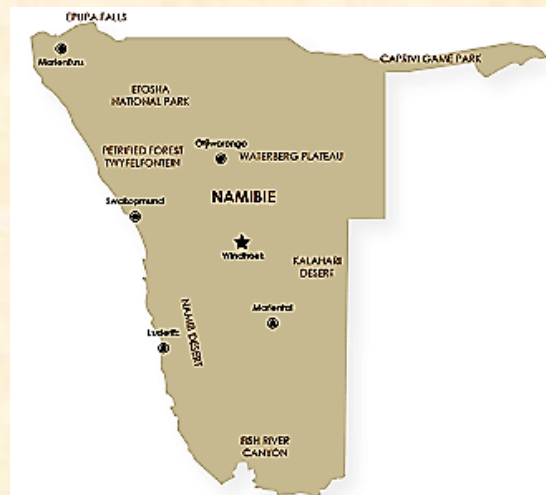 EPUPA FALLS
Marienfluss
CAPRIVI GAME PARK
ETOSHA
NATIONAL PARK
PETRIFIED FOREST
TWYFELFONTEIN
Otjiwarongo
WATERBERG PLATEAU
NAMIBIE
Swakopmund
Windhoek
KALAHARI
DESERT
NAMIB DESERT
Mariental
Luderitz
FISH RIVER
CANYON